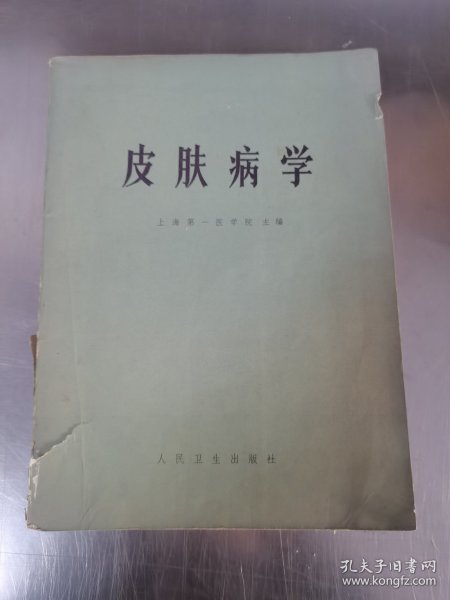 皮肤病学
上海第一医学院 主编
人民卫生出版社
孔夫子旧书网
www.kongfz.com